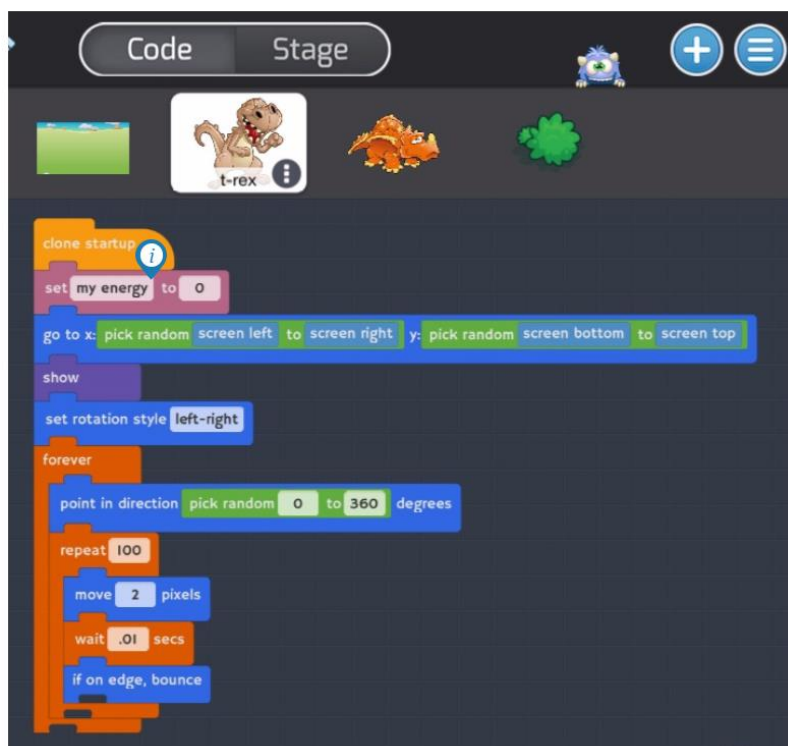 Code Stage
t-rex
clone startup
i
set my energy to 0
go to x: pick random screen left to screen right y: pick random screen bottom to screen top
show
set rotation style left-right
forever
point in direction pick random 0 to 360 degrees
repeat 100
move 2 pixels
wait .01 secs
if on edge, bounce